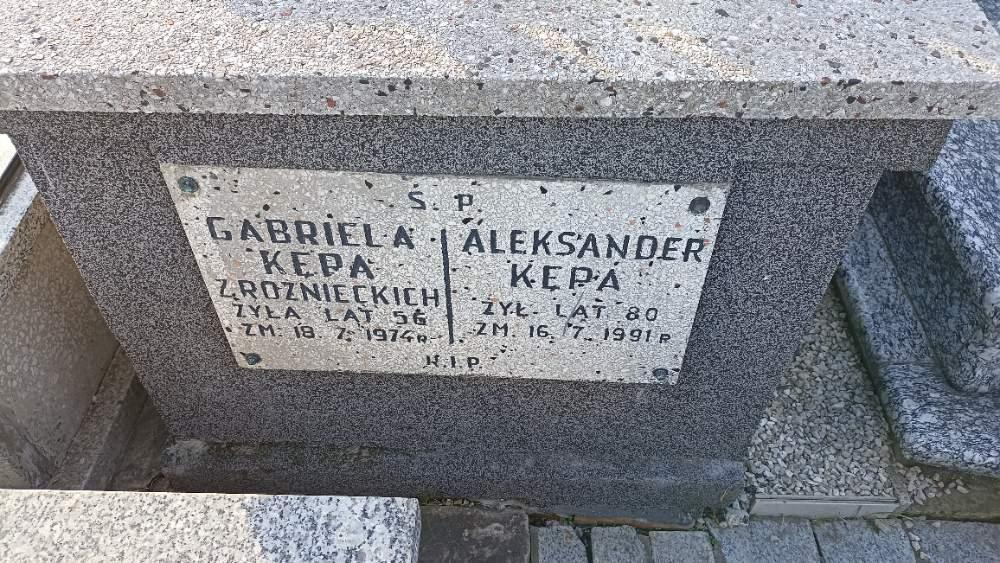 Ś. P.
GABRIELA
KĘPA
Z ROŻNIECKICH
ŻYŁA LAT 56
ZM. 18. 7. 1974 R
ALEKSANDER
KĘPA
ŻYŁ. LAT 80
ZM. 16. 7. 1991 R
W.I.P.